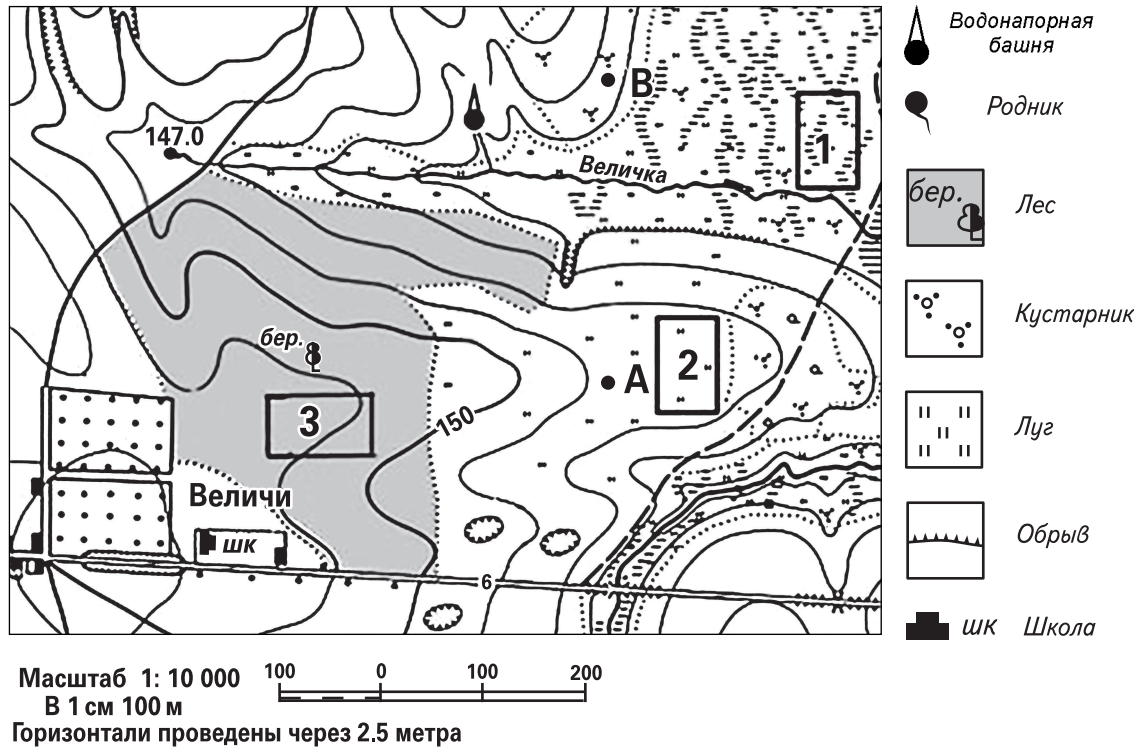 147.0
В
1
Величка
бер.
А
2
3
150
Величи
шк
6
Водонапорная
башня
Родник
бер.
Лес
Кустарник
Луг
Обрыв
шк Школа
Масштаб 1: 10 000
В 1 см 100 м
Горизонтали проведены через 2.5 метра
100 0 100 200